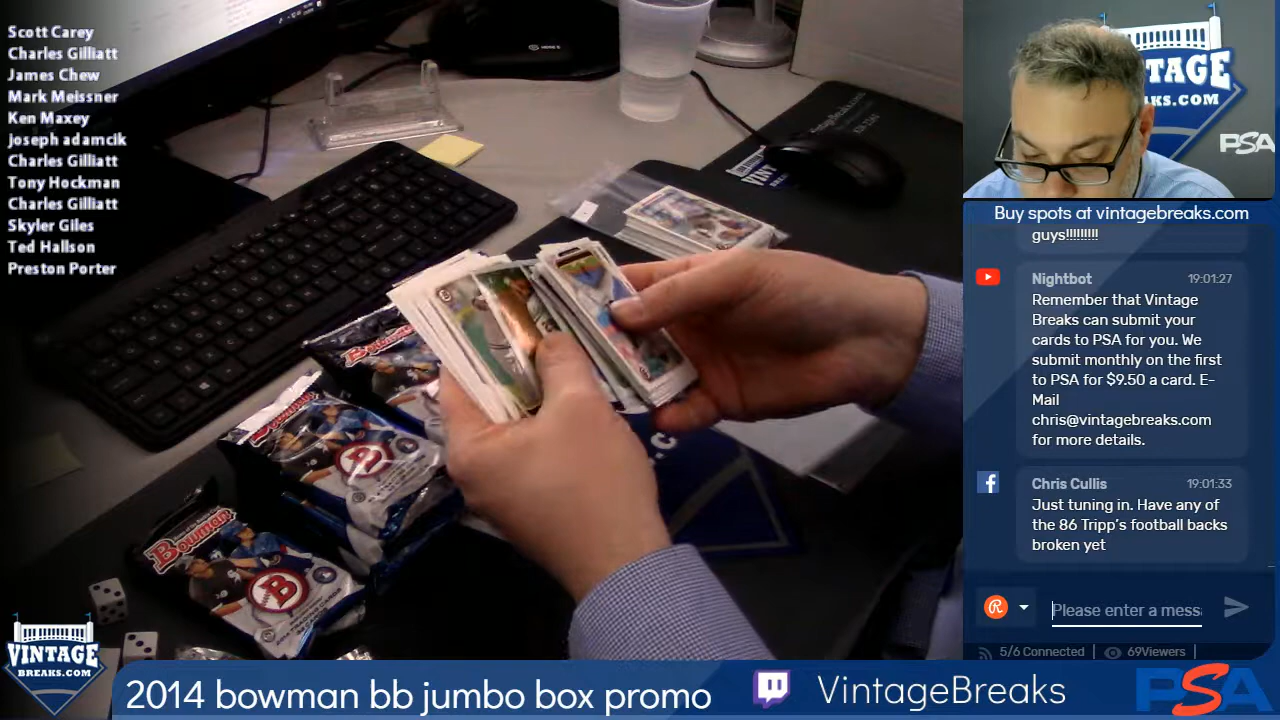 Scott Carey
Charles Gilliatt
James Chew
Mark Meissner
Ken Maxey
joseph adamcik
Charles Gilliatt
Tony Hockman
Charles Gilliatt
Skyler Giles
Ted Hallson
Preston Porter
Bowman
B
Bowman
B
Bowman
VINTAGE
BREAKS.COM
2014 bowman bb jumbo box promo
VintageBreaks
PSA
TAGE
KS.COM
PSA
Buy spots at vintagebreaks.com
guys!!!!!!!!!
Nightbot 19:01:27
Remember that Vintage
Breaks can submit your
cards to PSA for you. We
submit monthly on the first
to PSA for $9.50 a card. E-
Mail
chris@vintagebreaks.com
for more details.
Chris Cullis 19:01:33
Just tuning in. Have any of
the 86 Tripp's football backs
broken yet
Please enter a messa
5/6 Connected | 69Viewers |